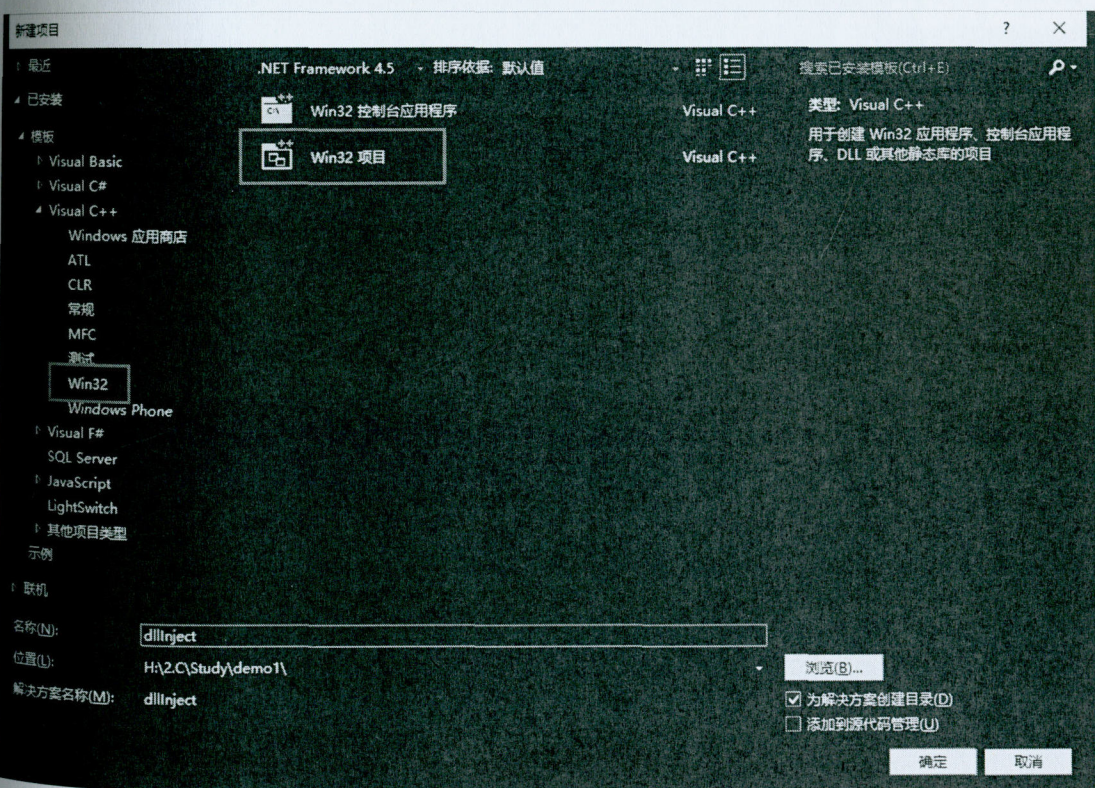 新建项目
? ×
最近
.NET Framework 4.5 排序依据: 默认值
搜索已安装模板(Ctrl+E)
已安装
模板
Visual Basic
Visual C#
Visual C++
Windows 应用商店
ATL
CLR
常规
MFC
测试
Win32
Windows Phone
Visual F#
SQL Server
JavaScript
LightSwitch
其他项目类型
示例
联机
Win32 控制台应用程序 Visual C++
Win32 项目 Visual C++
类型: Visual C++
用于创建 Win32 应用程序、控制台应用程
序、DLL 或其他静态库的项目
名称(N): dllInject
位置(L): H:\2.C\Study\demo1\ 浏览(B)...
解决方案名称(M): dllInject
为解决方案创建目录(D)
添加到源代码管理(U)
确定 取消